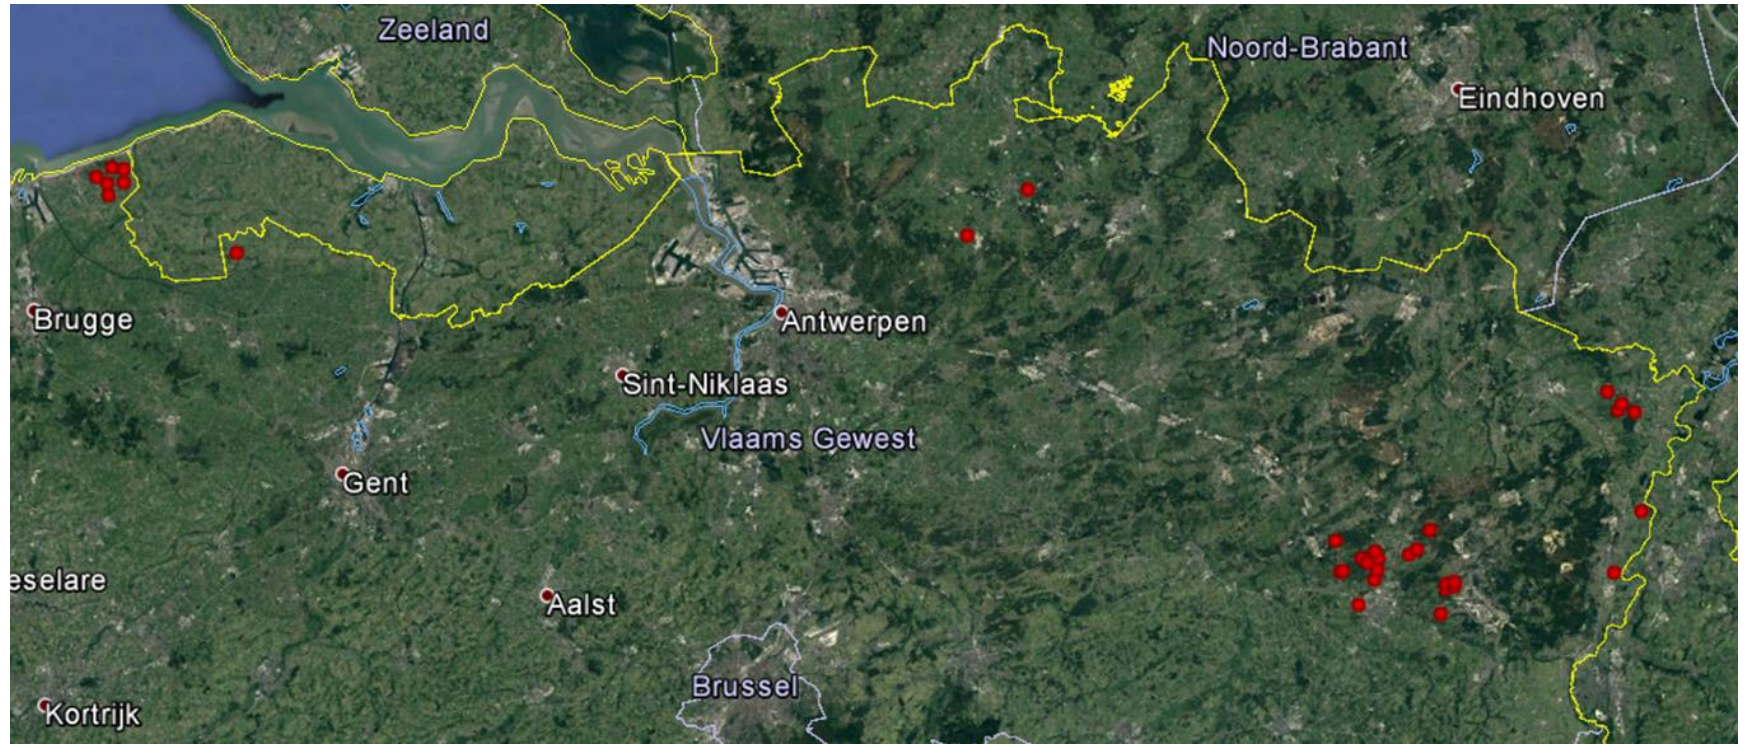 Zeeland
Noord-Brabant
Eindhoven
Brugge
Antwerpen
Sint-Niklaas
Vlaams Gewest
Gent
eselare
Aalst
Brussel
Kortrijk